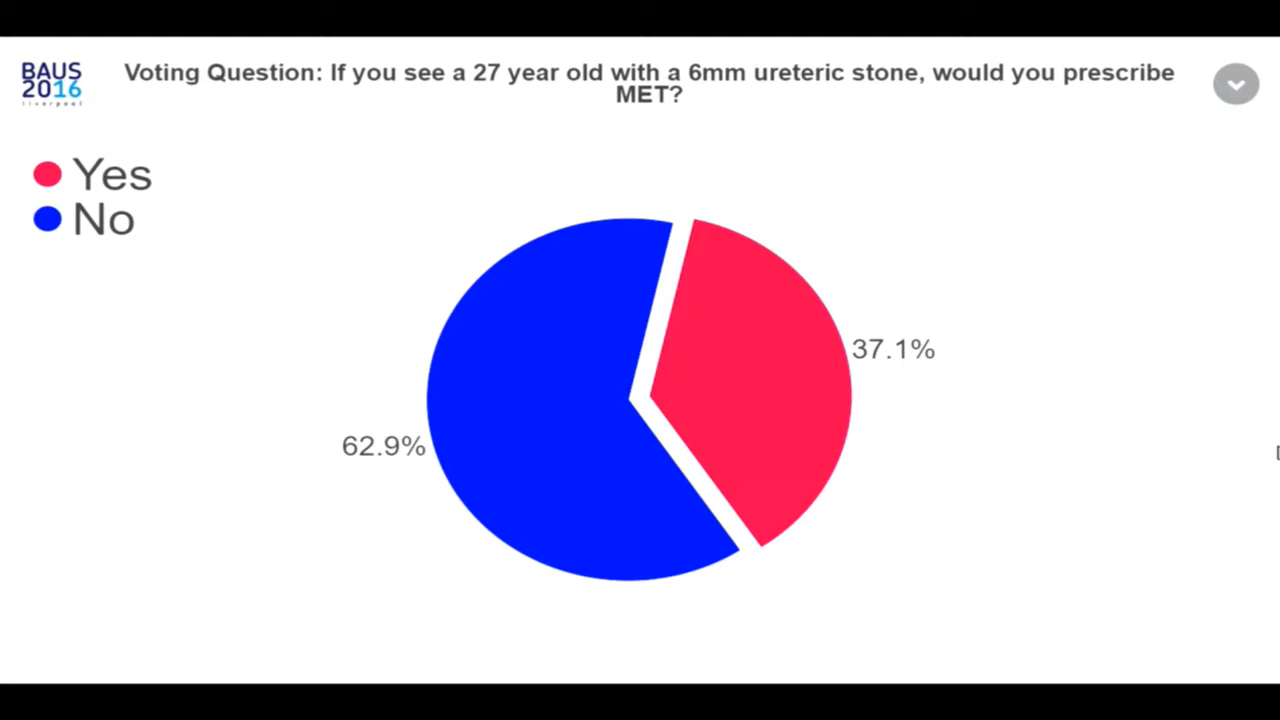 BAUS
2016
liverpool
Voting Question: If you see a 27 year old with a 6mm ureteric stone, would you prescribe
MET?
Yes
No
37.1%
62.9%